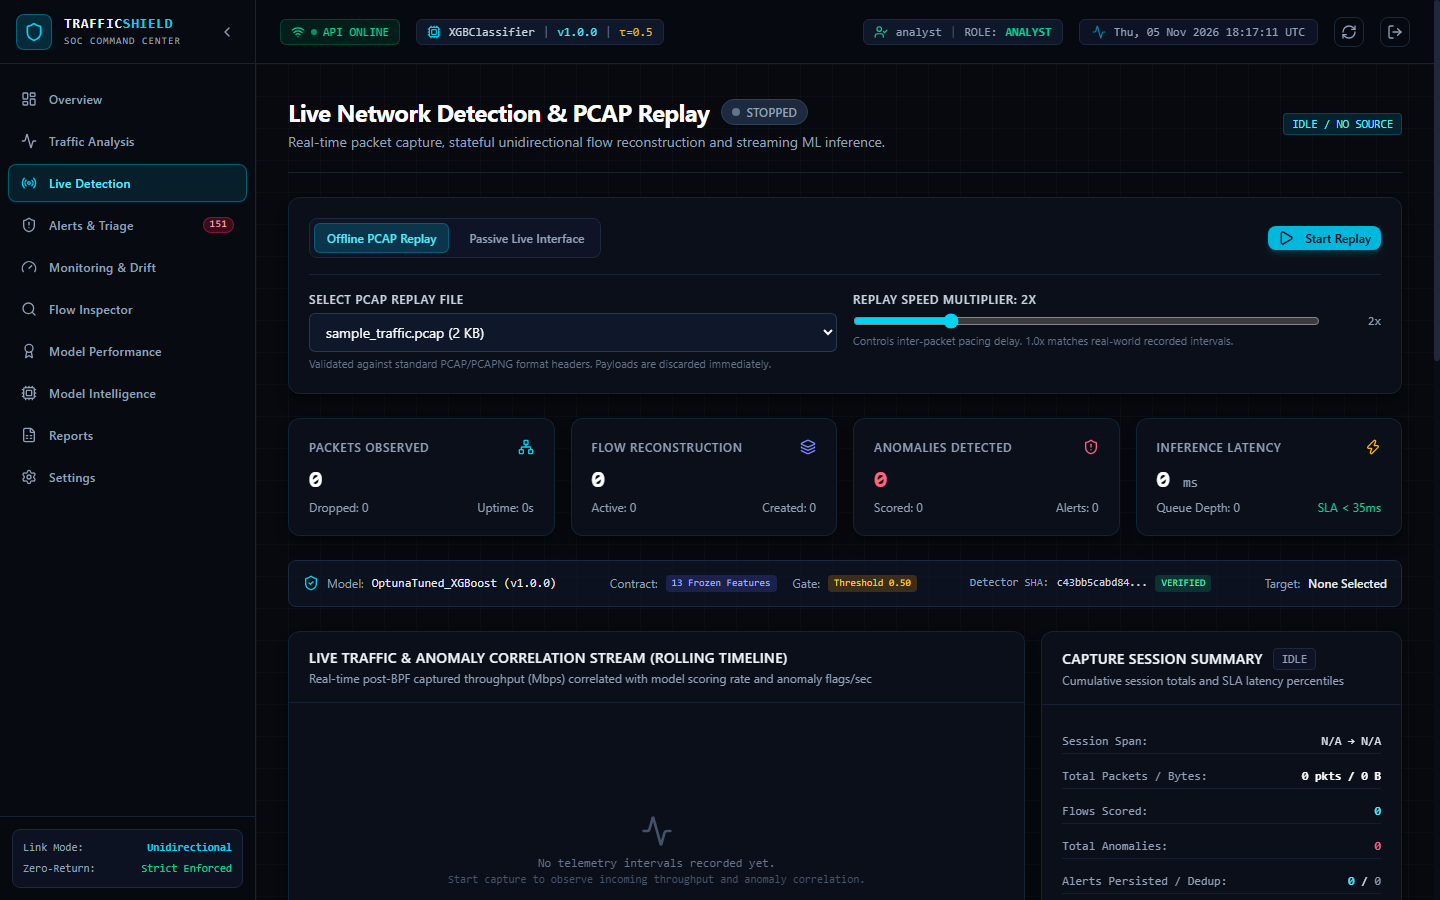 TRAFFICSHIELD
SOC COMMAND CENTER
API ONLINE
XGBClassifier | v1.0.0 | τ=0.5
analyst | ROLE: ANALYST
Thu, 05 Nov 2026 18:17:11 UTC
Overview
Traffic Analysis
Live Detection
Alerts & Triage 151
Monitoring & Drift
Flow Inspector
Model Performance
Model Intelligence
Reports
Settings
Link Mode: Unidirectional
Zero-Return: Strict Enforced
Live Network Detection & PCAP Replay STOPPED
Real-time packet capture, stateful unidirectional flow reconstruction and streaming ML inference.
IDLE / NO SOURCE
Offline PCAP Replay Passive Live Interface
Start Replay
SELECT PCAP REPLAY FILE
sample_traffic.pcap (2 KB)
Validated against standard PCAP/PCAPNG format headers. Payloads are discarded immediately.
REPLAY SPEED MULTIPLIER: 2X
2x
Controls inter-packet pacing delay. 1.0x matches real-world recorded intervals.
PACKETS OBSERVED
0
Dropped: 0 Uptime: 0s
FLOW RECONSTRUCTION
0
Active: 0 Created: 0
ANOMALIES DETECTED
0
Scored: 0 Alerts: 0
INFERENCE LATENCY
0 ms
Queue Depth: 0 SLA < 35ms
Model: OptunaTuned_XGBoost (v1.0.0) Contract: 13 Frozen Features Gate: Threshold 0.50 Detector SHA: c43bb5cabd84... VERIFIED Target: None Selected
LIVE TRAFFIC & ANOMALY CORRELATION STREAM (ROLLING TIMELINE)
Real-time post-BPF captured throughput (Mbps) correlated with model scoring rate and anomaly flags/sec
No telemetry intervals recorded yet.
Start capture to observe incoming throughput and anomaly correlation.
CAPTURE SESSION SUMMARY IDLE
Cumulative session totals and SLA latency percentiles
Session Span: N/A → N/A
Total Packets / Bytes: 0 pkts / 0 B
Flows Scored: 0
Total Anomalies: 0
Alerts Persisted / Dedup: 0 / 0